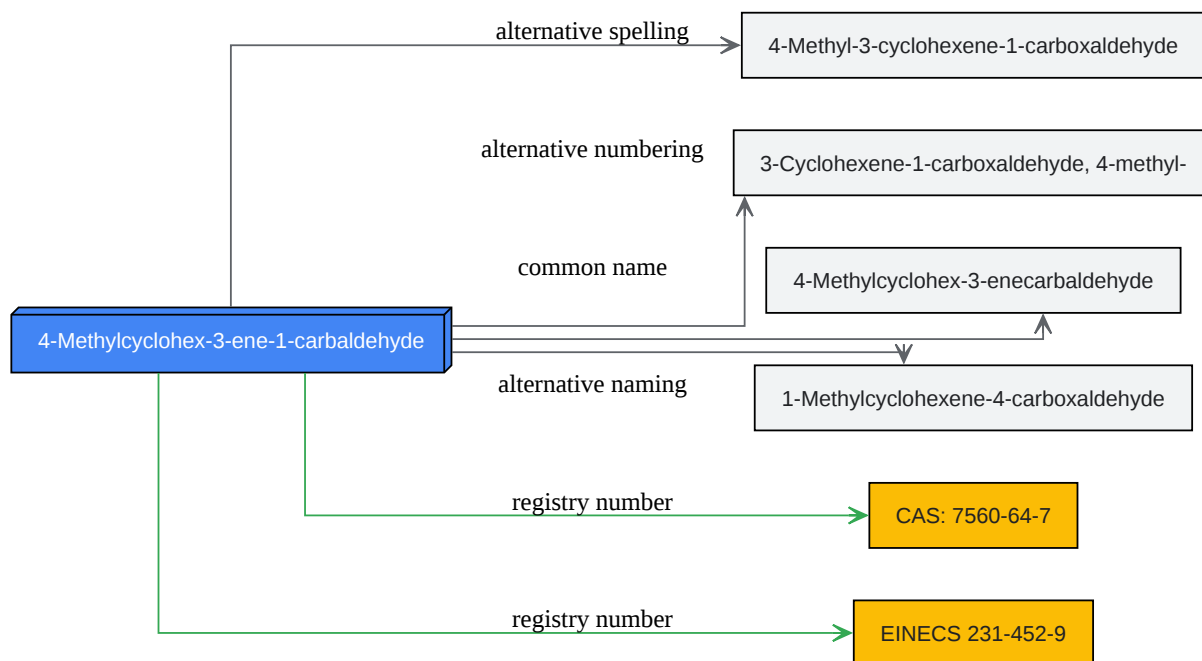 alternative spelling
4-Methyl-3-cyclohexene-1-carboxaldehyde
alternative numbering
3-Cyclohexene-1-carboxaldehyde, 4-methyl-
common name
4-Methylcyclohex-3-enecarbaldehyde
4-Methylcyclohex-3-ene-1-carbaldehyde
alternative naming
1-Methylcyclohexene-4-carboxaldehyde
registry number
CAS: 7560-64-7
registry number
EINECS 231-452-9